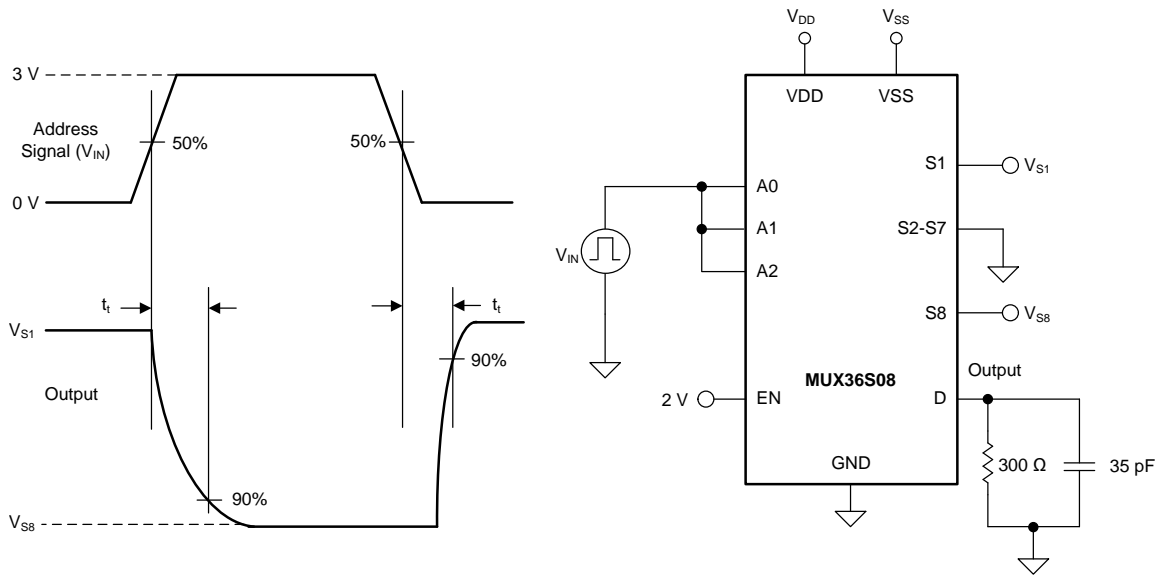 3 V
Address
Signal (VIN)
50%
50%
0 V
tt
tt
VS1
90%
Output
90%
VS8
VDD
VSS
VDD
VSS
S1
VS1
A0
A1
S2-S7
VIN
A2
S8
VS8
MUX36S08
Output
2 V
EN
D
300 Ω
35 pF
GND